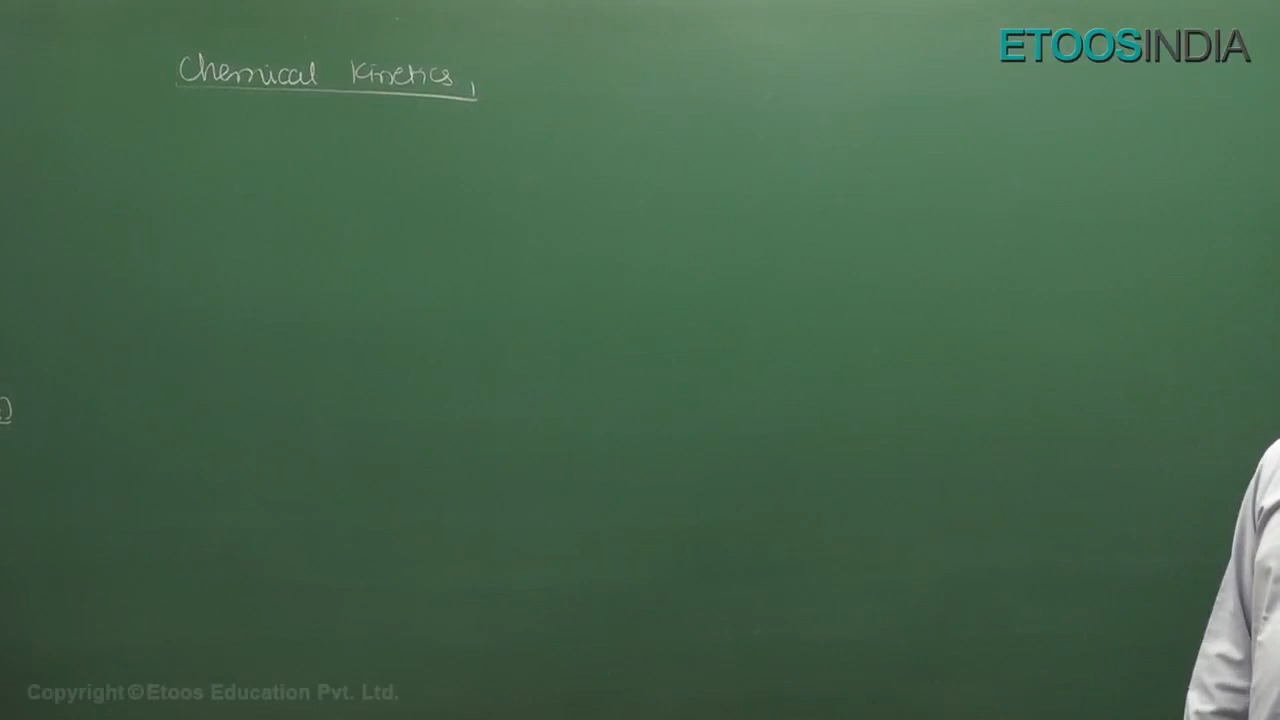 ETOOSINDIA
Chemical Kinetics,
Copyright © Etoos Education Pvt. Ltd.